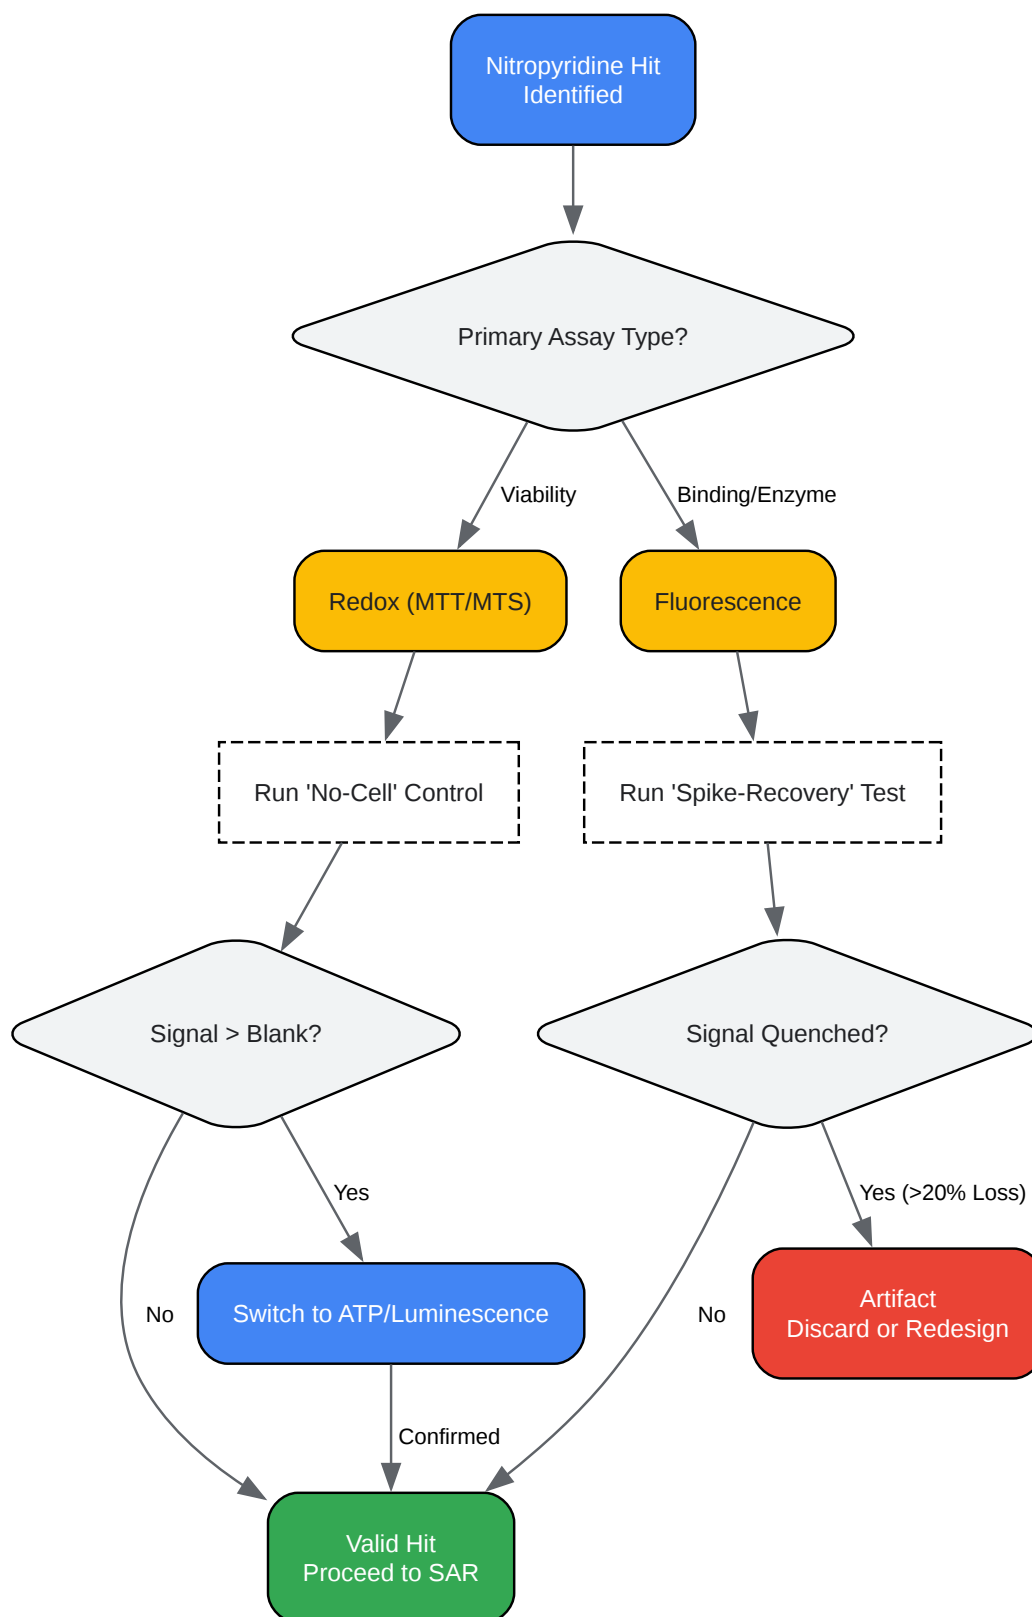 Nitropyridine Hit
Identified
Primary Assay Type?
Viability
Binding/Enzyme
Redox (MTT/MTS)
Fluorescence
Run 'No-Cell' Control
Run 'Spike-Recovery' Test
Signal > Blank?
Signal Quenched?
Yes
Yes (>20% Loss)
No
Switch to ATP/Luminescence
No
Artifact
Discard or Redesign
Confirmed
Valid Hit
Proceed to SAR